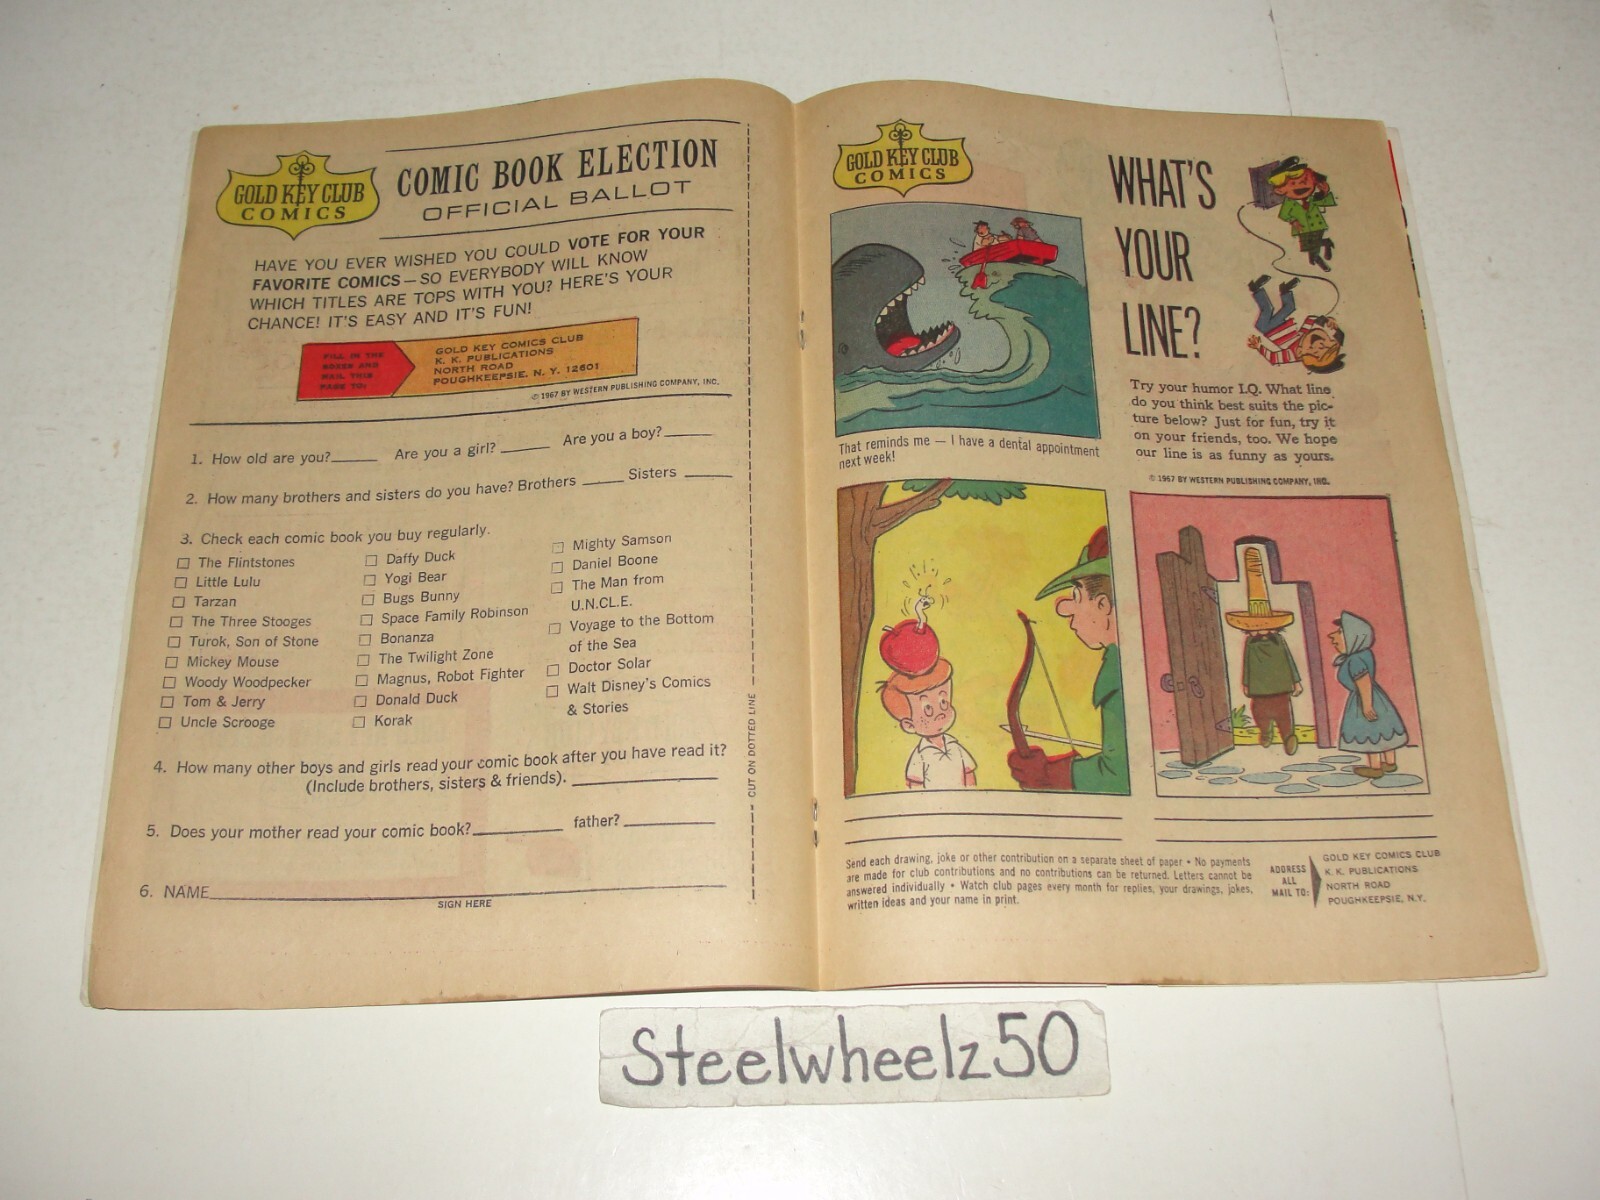 GOLD KEY CLUB
COMICS
COMIC BOOK ELECTION
OFFICIAL BALLOT
HAVE YOU EVER WISHED YOU COULD VOTE FOR YOUR
FAVORITE COMICS — SO EVERYBODY WILL KNOW
WHICH TITLES ARE TOPS WITH YOU? HERE'S YOUR
CHANCE! IT'S EASY AND IT'S FUN!
FILL IN THE
BOXES AND
MAIL THIS
PAGE TO:
GOLD KEY COMICS CLUB
K. K. PUBLICATIONS
NORTH ROAD
POUGHKEEPSIE, N. Y. 12601
© 1967 BY WESTERN PUBLISHING COMPANY, INC.
1. How old are you?_____ Are you a girl? _____ Are you a boy?_____
2. How many brothers and sisters do you have? Brothers _____ Sisters _____
3. Check each comic book you buy regularly.
The Flintstones
Little Lulu
Tarzan
The Three Stooges
Turok, Son of Stone
Mickey Mouse
Woody Woodpecker
Tom & Jerry
Uncle Scrooge
Daffy Duck
Yogi Bear
Bugs Bunny
Space Family Robinson
Bonanza
The Twilight Zone
Magnus, Robot Fighter
Donald Duck
Korak
Mighty Samson
Daniel Boone
The Man from
U.N.CL.E.
Voyage to the Bottom
of the Sea
Doctor Solar
Walt Disney's Comics
& Stories
4. How many other boys and girls read your comic book after you have read it?
(Include brothers, sisters & friends). __________
5. Does your mother read your comic book?__________ father?__________
6. NAME__________
SIGN HERE
CUT ON DOTTED LINE
GOLD KEY CLUB
COMICS
WHAT'S
YOUR
LINE?
Try your humor I.Q. What line
do you think best suits the pic-
ture below? Just for fun, try it
on your friends, too. We hope
our line is as funny as yours.
© 1967 BY WESTERN PUBLISHING COMPANY, INC.
That reminds me — I have a dental appointment
next week!
Send each drawing, joke or other contribution on a separate sheet of paper • No payments
are made for club contributions and no contributions can be returned. Letters cannot be
answered individually • Watch club pages every month for replies, your drawings, jokes,
written ideas and your name in print.
ADDRESS
ALL
MAIL TO:
GOLD KEY COMICS CLUB
K. K. PUBLICATIONS
NORTH ROAD
POUGHKEEPSIE, N.Y.
Steelwheelz50